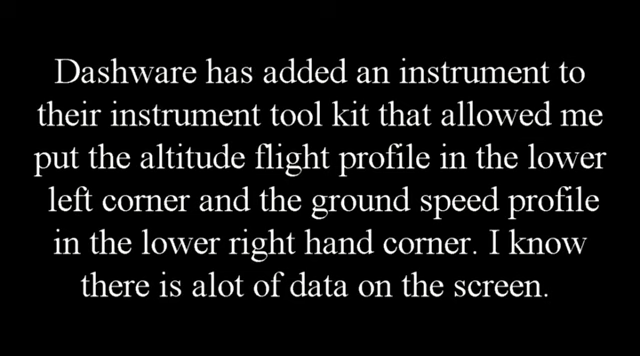 Dashware has added an instrument to
their instrument tool kit that allowed me
put the altitude flight profile in the lower
left corner and the ground speed profile
in the lower right hand corner. I know
there is alot of data on the screen.